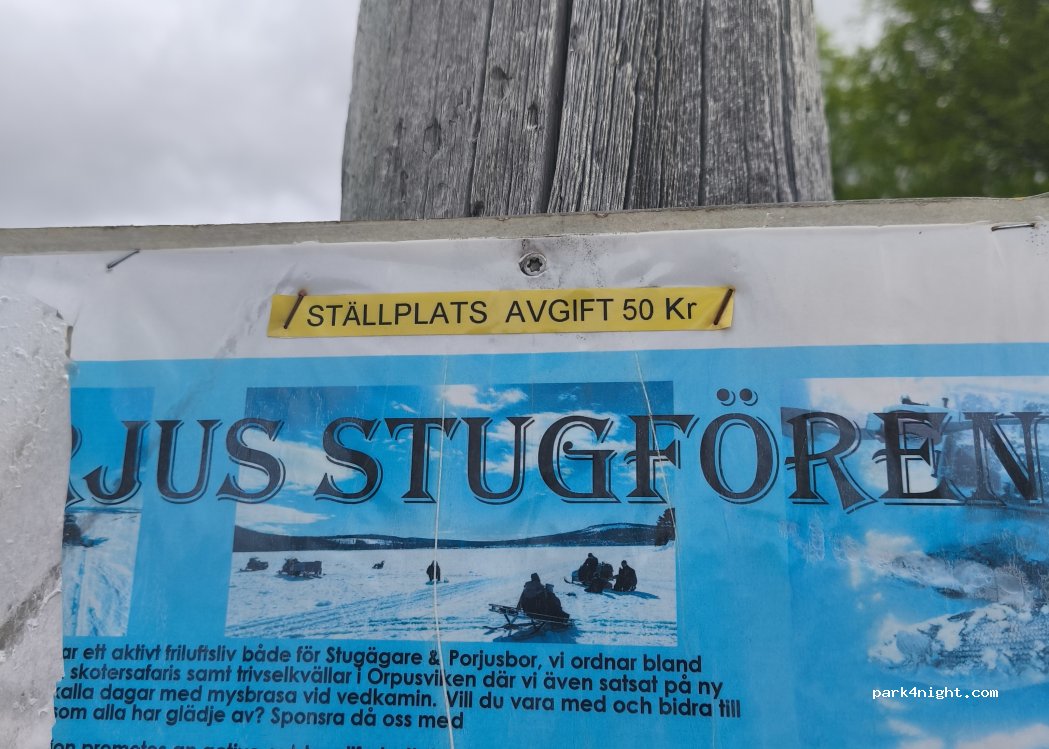 STÄLLPLATS AVGIFT 50 Kr
RJUS STUGFÖREN
ar ett aktivt friluftsliv både för Stugägare & Porjusbor, vi ordnar bland
skotersafaris samt trivselkvällar i Orpusviken där vi även satsat på ny
kalla dagar med mysbrasa vid vedkamin. Vill du vara med och bidra till
som alla har glädje av? Sponsra då oss med
park4night.com